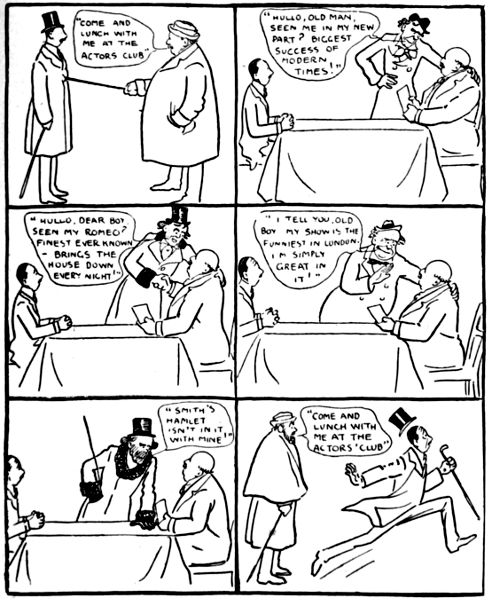 "COME AND
LUNCH WITH
ME AT THE
ACTORS CLUB"
"HULLO, OLD MAN,
SEEN ME IN MY NEW
PART? BIGGEST
SUCCESS OF
MODERN
TIMES!"
"HULLO, DEAR BOY
SEEN MY ROMEO?
FINEST EVER KNOWN
- BRINGS THE
HOUSE DOWN
EVERY NIGHT!"
"I TELL YOU, OLD
BOY MY SHOW IS THE
FUNNIEST IN LONDON.
I'M SIMPLY
GREAT IN
IT!"
"SMITH'S
HAMLET
ISN'T IN IT
WITH MINE!"
"COME AND
LUNCH WITH
ME AT THE
ACTORS' CLUB"